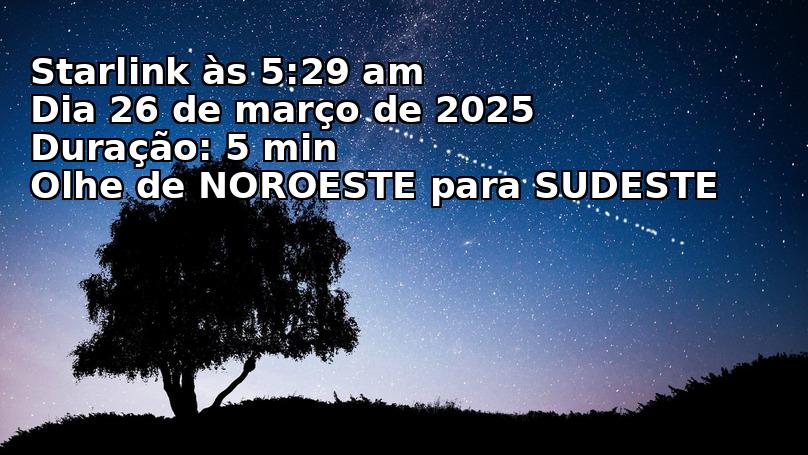 Starlink às 5:29 am
Dia 26 de março de 2025
Duração: 5 min
Olhe de NOROESTE para SUDESTE